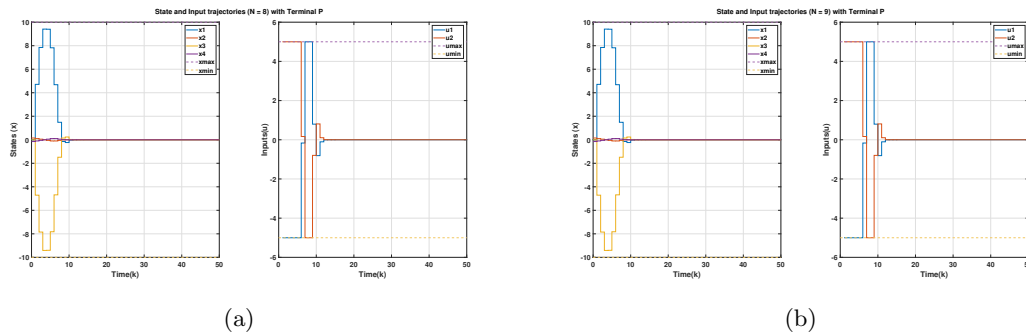 State and Input trajectories (N = 8) with Terminal P
States (x)
10
8
6
4
2
0
-2
-4
-6
-8
-10
x1
x2
x3
x4
xmax
xmin
0 10 20 30 40 50
Time(k)
Inputs(u)
6
4
2
0
-2
-4
-6
u1
u2
umax
umin
0 10 20 30 40 50
Time(k)
(a)
State and Input trajectories (N = 9) with Terminal P
States (x)
10
8
6
4
2
0
-2
-4
-6
-8
-10
x1
x2
x3
x4
xmax
xmin
0 10 20 30 40 50
Time(k)
Inputs(u)
6
4
2
0
-2
-4
-6
u1
u2
umax
umin
0 10 20 30 40 50
Time(k)
(b)